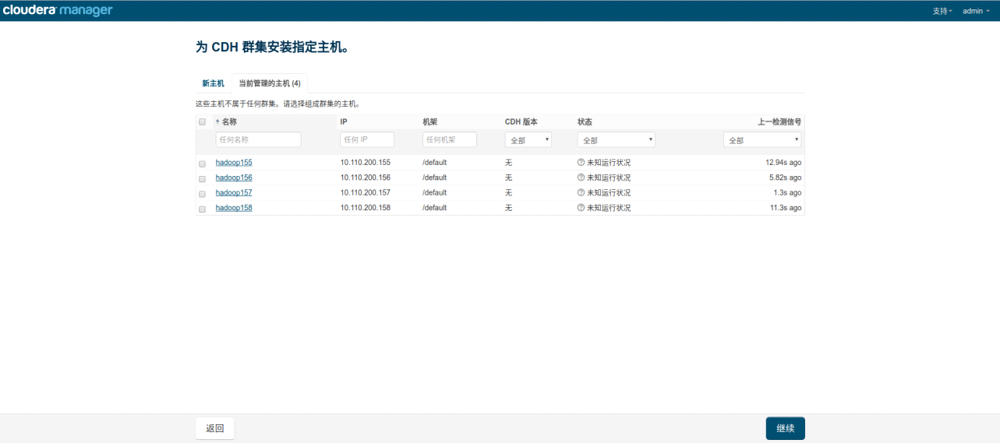 cloudera manager 支持 admin
为 CDH 群集安装指定主机。
新主机 当前管理的主机 (4)
这些主机不属于任何群集。请选择组成群集的主机。
名称 IP 机架 CDH 版本 状态 上一检测信号
任何名称 任何 IP 任何机架 全部 全部 全部
hadoop155 10.110.200.155 /default 无 未知运行状况 12.94s ago
hadoop156 10.110.200.156 /default 无 未知运行状况 5.82s ago
hadoop157 10.110.200.157 /default 无 未知运行状况 1.3s ago
hadoop158 10.110.200.158 /default 无 未知运行状况 11.3s ago
返回 继续